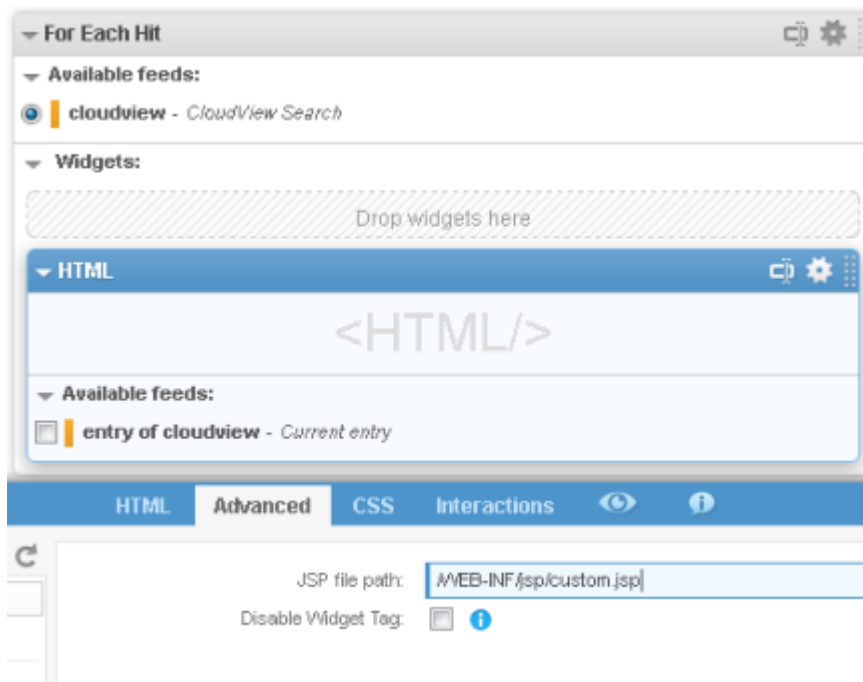 For Each Hit
Available feeds:
cloudview - CloudView Search
Widgets:
Drop widgets here
HTML
<HTML/>
Available feeds:
entry of cloudview - Current entry
HTML Advanced CSS Interactions
JSP file path: /WEB-INF/jsp/custom.jsp
Disable Widget Tag: